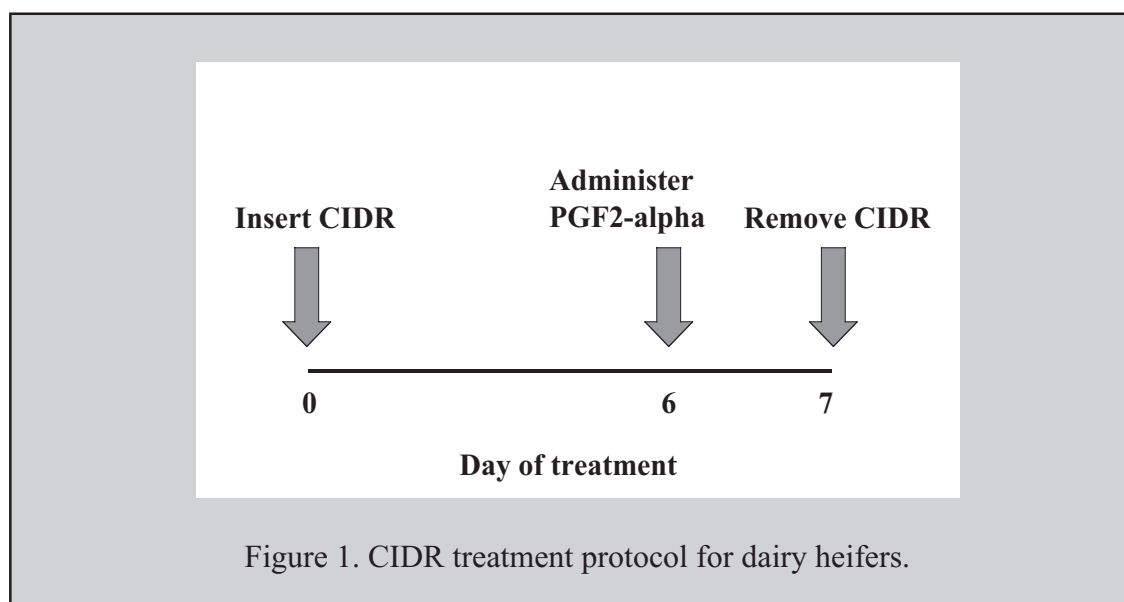 Administer
Insert CIDR PGF2-alpha Remove CIDR
0 6 7
Day of treatment
Figure 1. CIDR treatment protocol for dairy heifers.